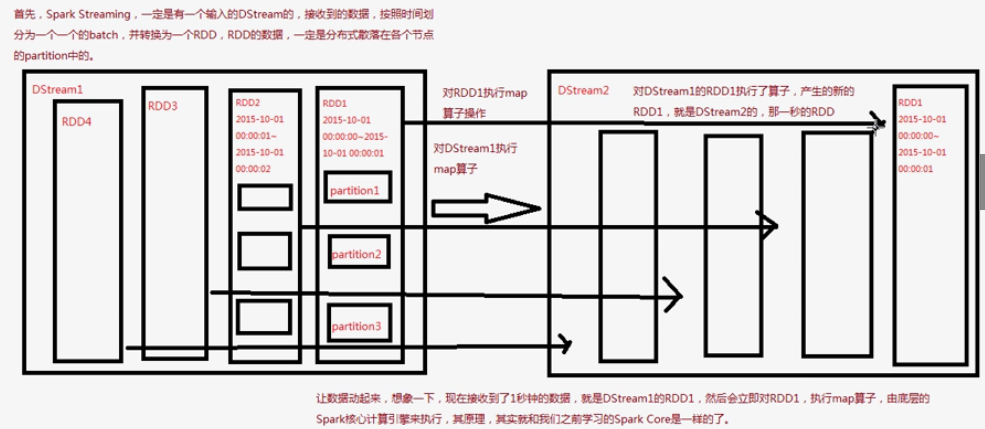 首先，Spark Streaming，一定是有一个输入的DStream的，接收到的数据，按照时间划
分为一个一个的batch，并转换为一个RDD，RDD的数据，一定是分布式散落在各个节点
的partition中的。
DStream1
RDD4
RDD3
RDD2
2015-10-01
00:00:01~
2015-10-01
00:00:02
RDD1
2015-10-01
00:00:00~2015-
10-01 00:00:01
partition1
partition2
partition3
对RDD1执行map
算子操作
对DStream1执行
map算子
DStream2
对DStream1的RDD1执行了算子，产生的新的
RDD1，就是DStream2的，那一秒的RDD
RDD1
2015-10-01
00:00:00~
2015-10-01
00:00:01
让数据动起来，想象一下，现在接收到了1秒钟的数据，就是DStream1的RDD1，然后会立即对RDD1，执行map算子，由底层的
Spark核心计算引擎来执行，其原理，其实就和我们之前学习的Spark Core是一样的了。